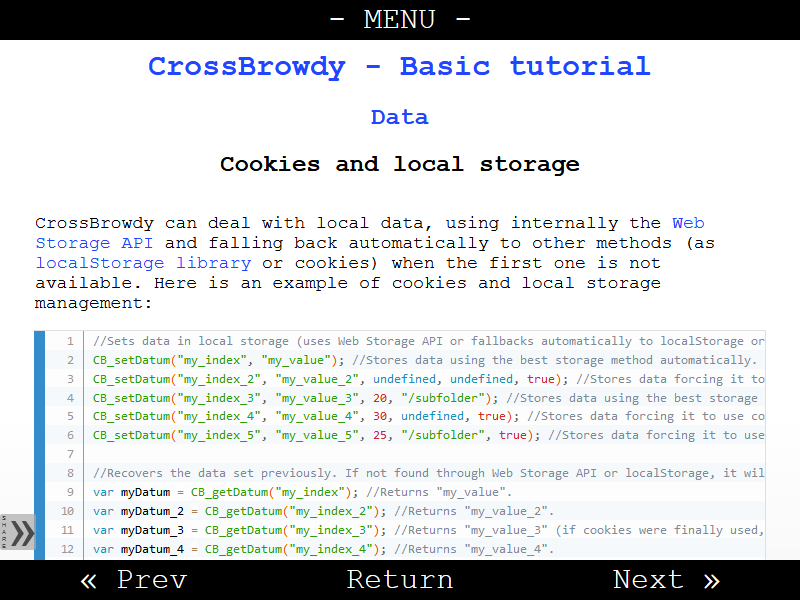 - MENU -
CrossBrowdy - Basic tutorial
Data
Cookies and local storage
CrossBrowdy can deal with local data, using internally the Web
Storage API and falling back automatically to other methods (as
localStorage library or cookies) when the first one is not
available. Here is an example of cookies and local storage
management:
1 //Sets data in local storage (uses Web Storage API or fallbacks automatically to localStorage or
2 CB_setDatum("my_index", "my_value"); //Stores data using the best storage method automatically.
3 CB_setDatum("my_index_2", "my_value_2", undefined, undefined, true); //Stores data forcing it to
4 CB_setDatum("my_index_3", "my_value_3", 20, "/subfolder"); //Stores data using the best storage
5 CB_setDatum("my_index_4", "my_value_4", 30, undefined, true); //Stores data forcing it to use co
6 CB_setDatum("my_index_5", "my_value_5", 25, "/subfolder", true); //Stores data forcing it to use
7
8 //Recovers the data set previously. If not found through Web Storage API or localStorage, it wil
9 var myDatum = CB_getDatum("my_index"); //Returns "my_value".
10 var myDatum_2 = CB_getDatum("my_index_2"); //Returns "my_value_2".
11 var myDatum_3 = CB_getDatum("my_index_3"); //Returns "my_value_3" (if cookies were finally used,
12 var myDatum_4 = CB_getDatum("my_index_4"); //Returns "my_value_4".
SHARE »
« Prev Return Next »